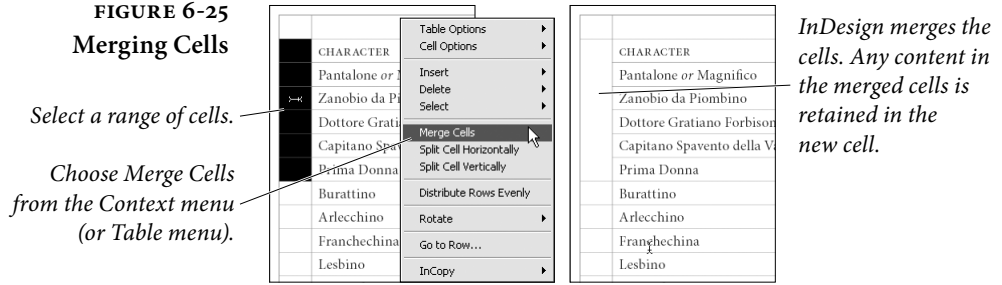 FIGURE 6-25
Merging Cells
Select a range of cells.
Choose Merge Cells
from the Context menu
(or Table menu).
CHARACTER
Pantalone or
Zanobio da Pi
Dottore Grati
Capitano Spav
Prima Donna
Burattino
Arlecchino
Franchechina
Lesbino
Table Options
Cell Options
Insert
Delete
Select
Merge Cells
Split Cell Horizontally
Split Cell Vertically
Distribute Rows Evenly
Rotate
Go to Row...
InCopy
CHARACTER
Pantalone or Magnifico
Zanobio da Piombino
Dottore Gratiano Forbison
Capitano Spavento della V
Prima Donna
Burattino
Arlecchino
Franchechina
Lesbino
InDesign merges the
cells. Any content in
the merged cells is
retained in the
new cell.